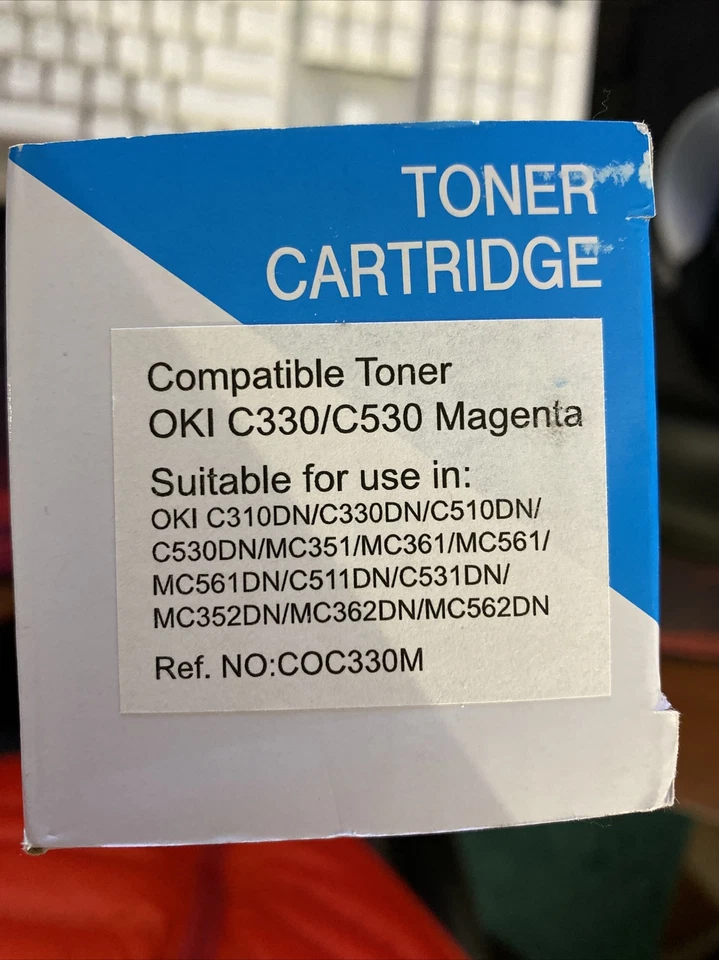 TONER
CARTRIDGE
Compatible Toner
OKI C330/C530 Magenta
Suitable for use in:
OKI C310DN/C330DN/C510DN/
C530DN/MC351/MC361/MC561/
MC561DN/C511DN/C531DN/
MC352DN/MC362DN/MC562DN
Ref. NO:COC330M